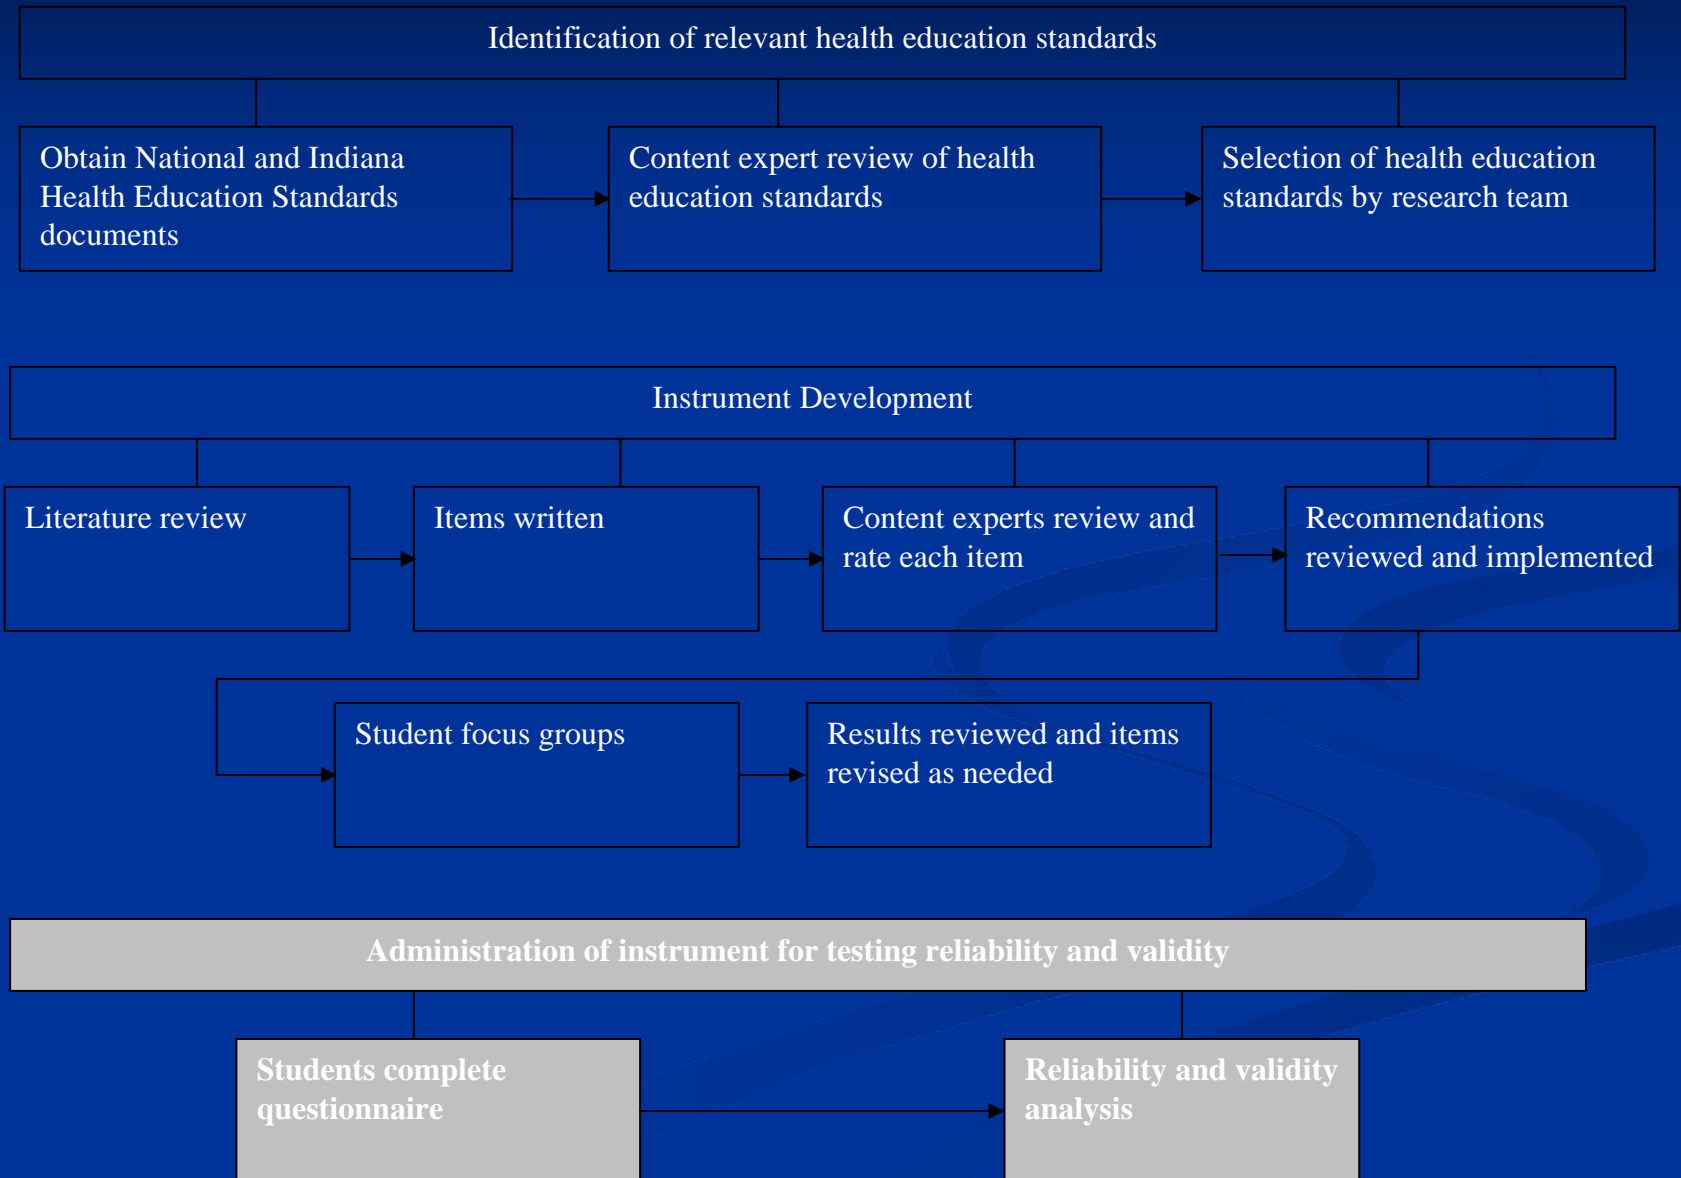 Identification of relevant health education standards
Obtain National and Indiana
Health Education Standards
documents
Content expert review of health
education standards
Selection of health education
standards by research team
Instrument Development
Literature review
Items written
Content experts review and
rate each item
Recommendations
reviewed and implemented
Student focus groups
Results reviewed and items
revised as needed
Administration of instrument for testing reliability and validity
Students complete
questionnaire
Reliability and validity
analysis